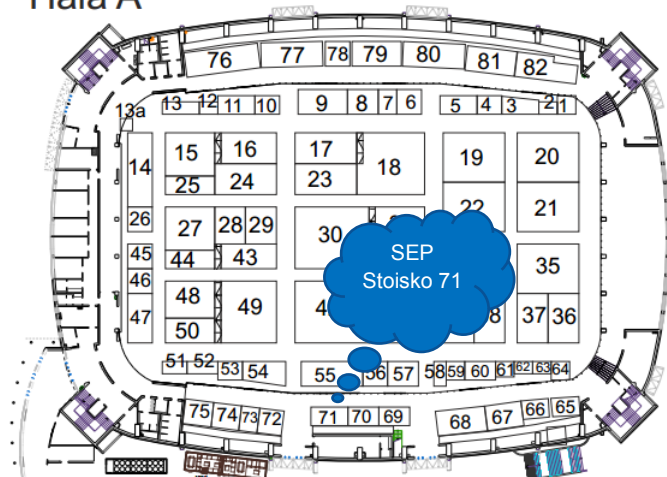 Hala A
76 77 78 79 80 81 82
13a 13 12 11 10 9 8 7 6 5 4 3 2 1
14 15 16 17 18 19 20
25 24 23
26 27 28 29 30 22 21
45 44 43 35
46
47 48 49 37 36
50
SEP
Stoisko 71
51 52 53 54 55 56 57 58 59 60 61 62 63 64
75 74 73 72 71 70 69 68 67 66 65